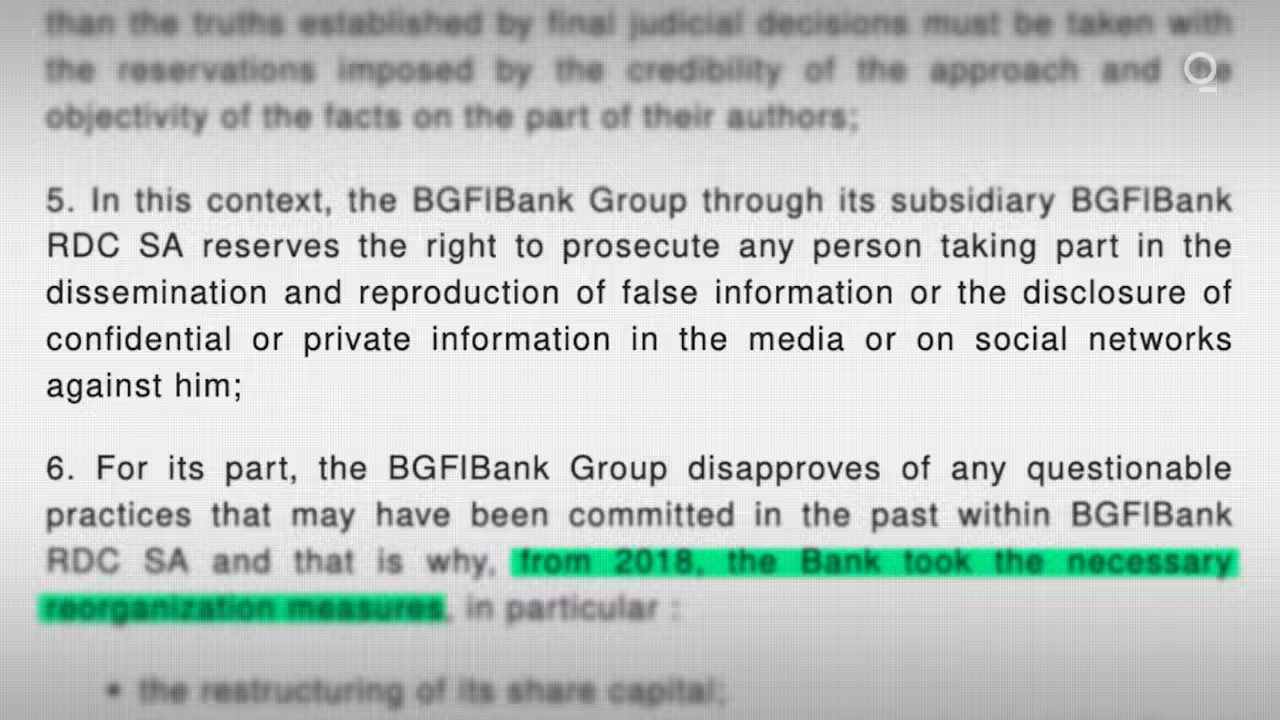 than the truths established by final judicial decisions must be taken with
the reservations imposed by the credibility of the approach and the
objectivity of the facts on the part of their authors;
5. In this context, the BGFIBank Group through its subsidiary BGFIBank
RDC SA reserves the right to prosecute any person taking part in the
dissemination and reproduction of false information or the disclosure of
confidential or private information in the media or on social networks
against him;
6. For its part, the BGFIBank Group disapproves of any questionable
practices that may have been committed in the past within BGFIBank
RDC SA and that is why, from 2018, the Bank took the necessary
reorganization measures, in particular :
• the restructuring of its share capital;